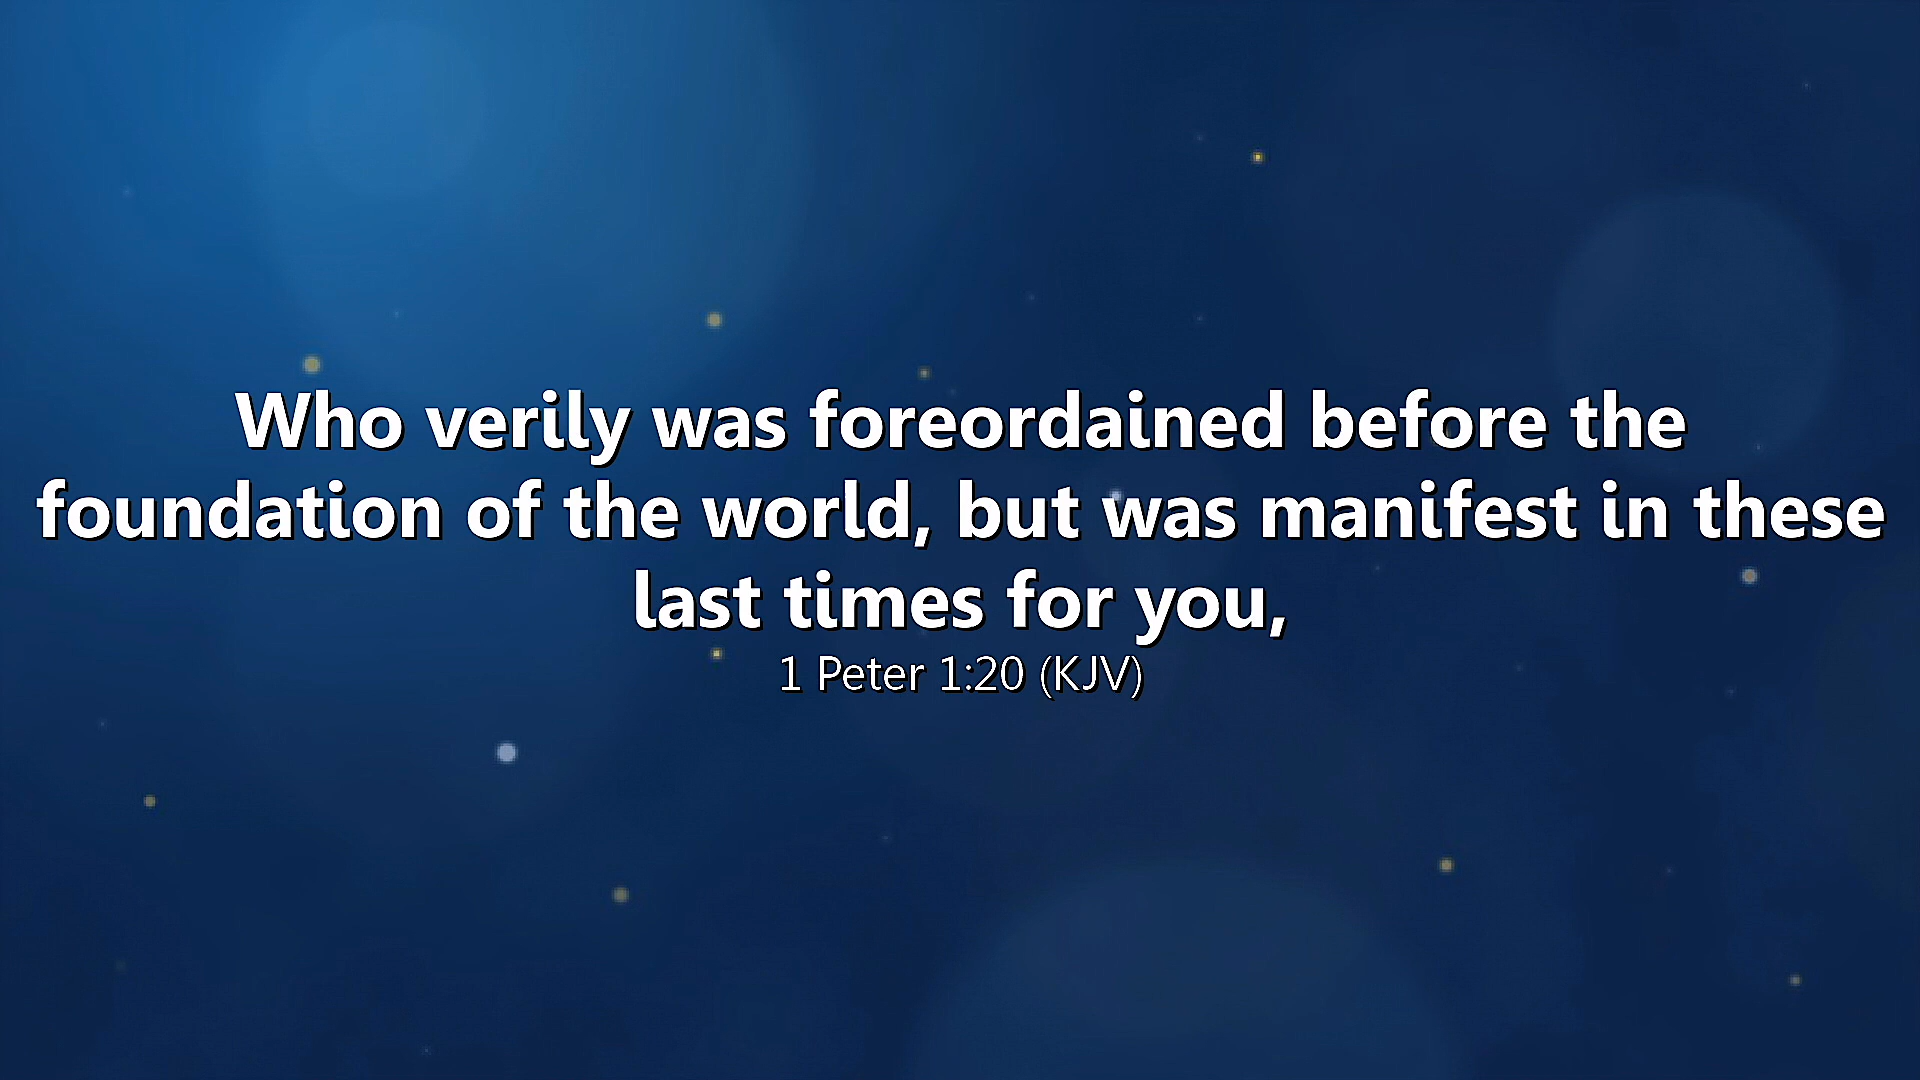 Who verily was foreordained before the
foundation of the world, but was manifest in these
last times for you,
1 Peter 1:20 (KJV)